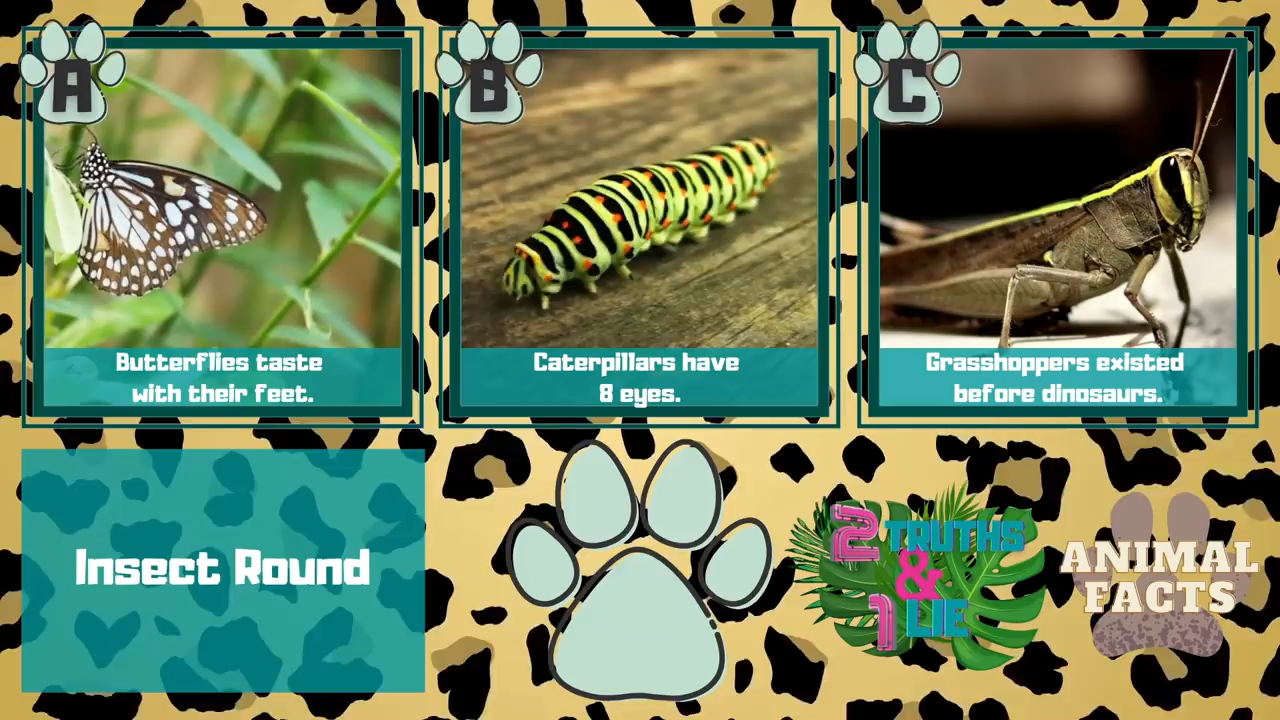 A
B
C
Butterflies taste
with their feet.
Caterpillars have
8 eyes.
Grasshoppers existed
before dinosaurs.
Insect Round
2 TRUTHS
&
1 LIE
ANIMAL
FACTS